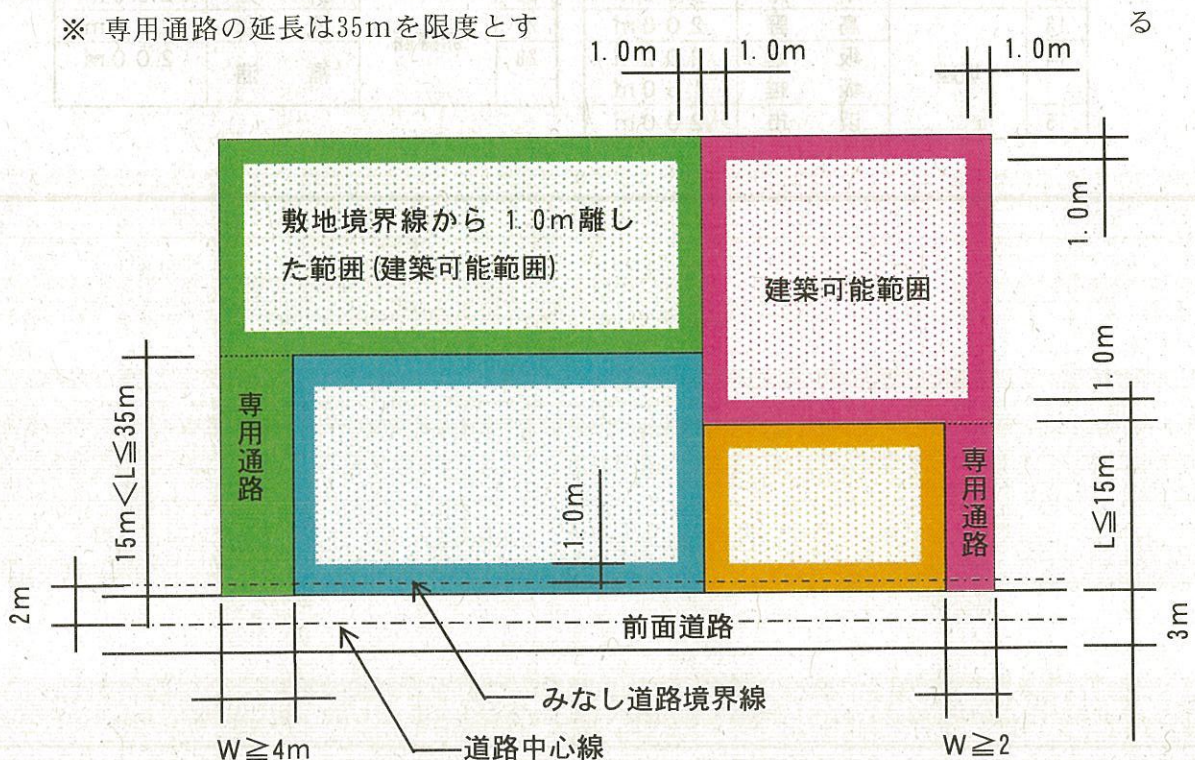 ※ 専用通路の延長は35mを限度とす る
1.0m 1.0m 1.0m
1.0m
敷地境界線から 1.0m離し
た範囲(建築可能範囲)
建築可能範囲
1.0m
15m<L≦35m
専用通路
1.0m
専用通路
L≦15m
2m
前面道路
3m
みなし道路境界線
道路中心線
W≧4m
W≧2